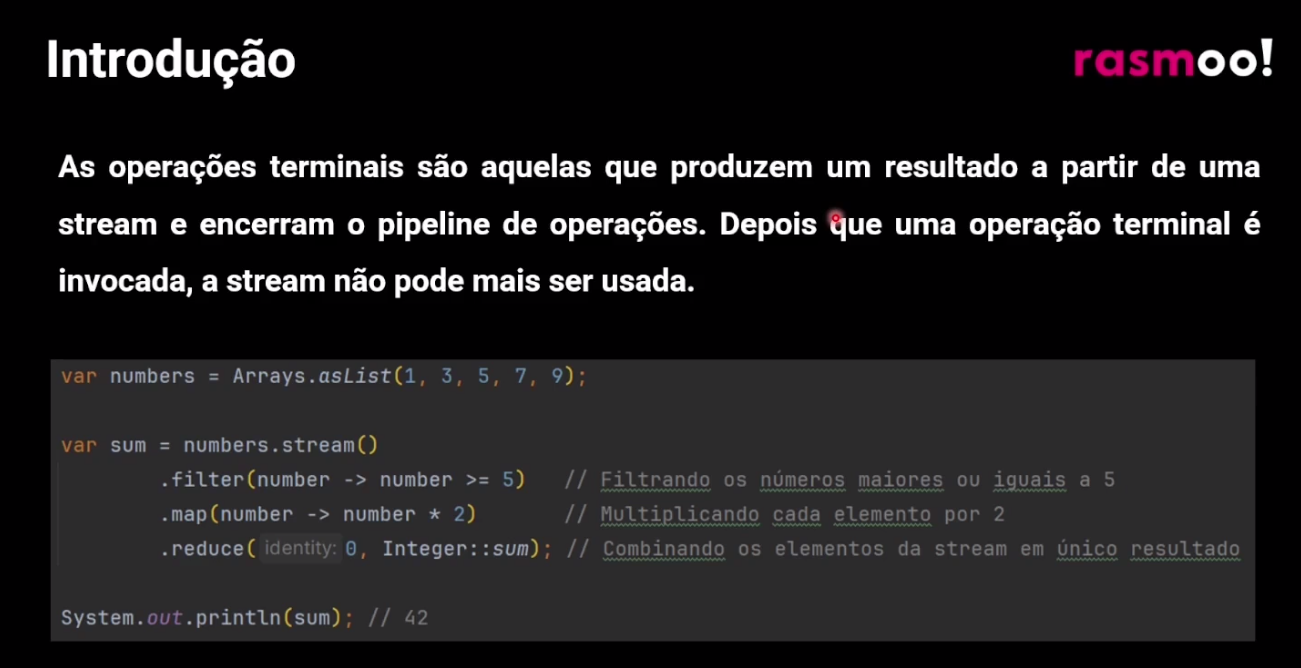 Introdução
rasmoo!
As operações terminais são aquelas que produzem um resultado a partir de uma
stream e encerram o pipeline de operações. Depois que uma operação terminal é
invocada, a stream não pode mais ser usada.
var numbers = Arrays.asList(1, 3, 5, 7, 9);
var sum = numbers.stream()
.filter(number -> number >= 5) // Filtrando os números maiores ou iguais a 5
.map(number -> number * 2) // Multiplicando cada elemento por 2
.reduce( identity: 0, Integer::sum); // Combinando os elementos da stream em único resultado
System.out.println(sum); // 42